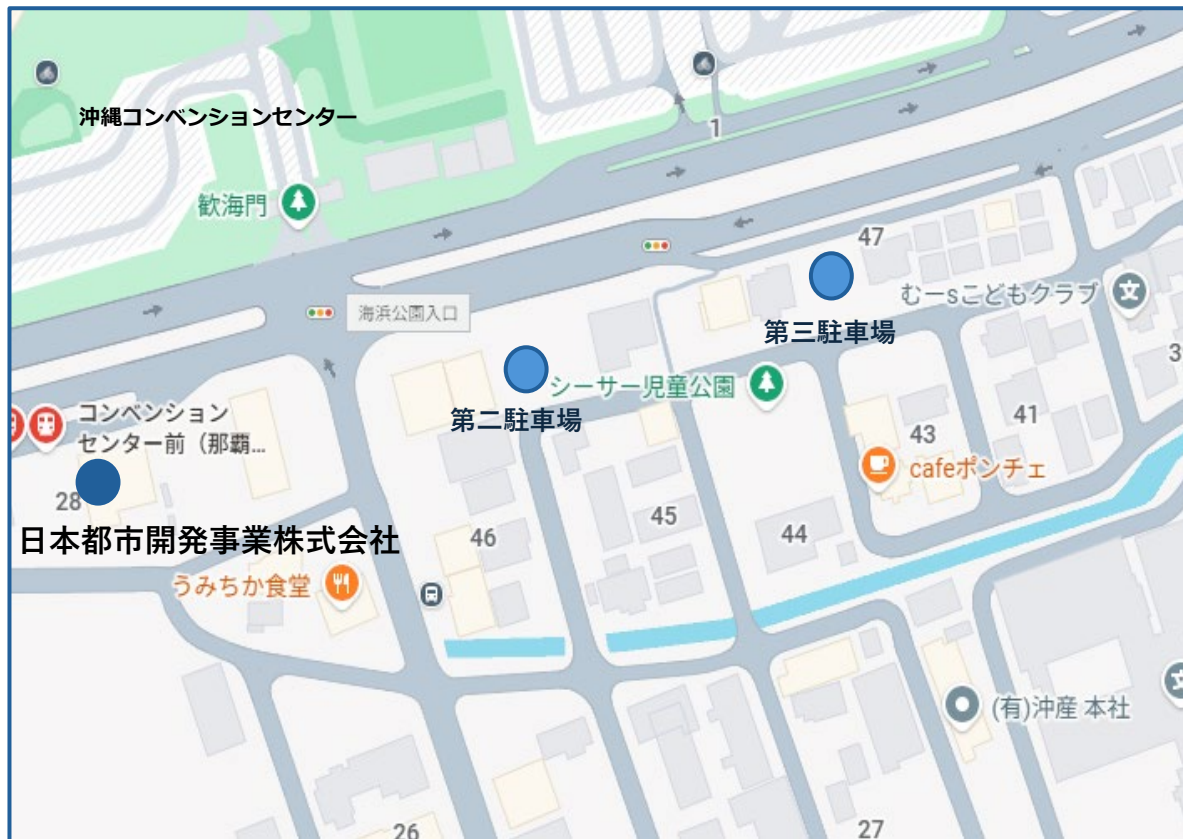 沖縄コンベンションセンター
1
歓海門
47
むーsこどもクラブ
海浜公園入口
第三駐車場
シーサー児童公園
第二駐車場
コンベンション
センター前（那覇...
41
43
cafeポンチェ
28
45
44
46
日本都市開発事業株式会社
うみちか食堂
(有)沖産 本社
26
27